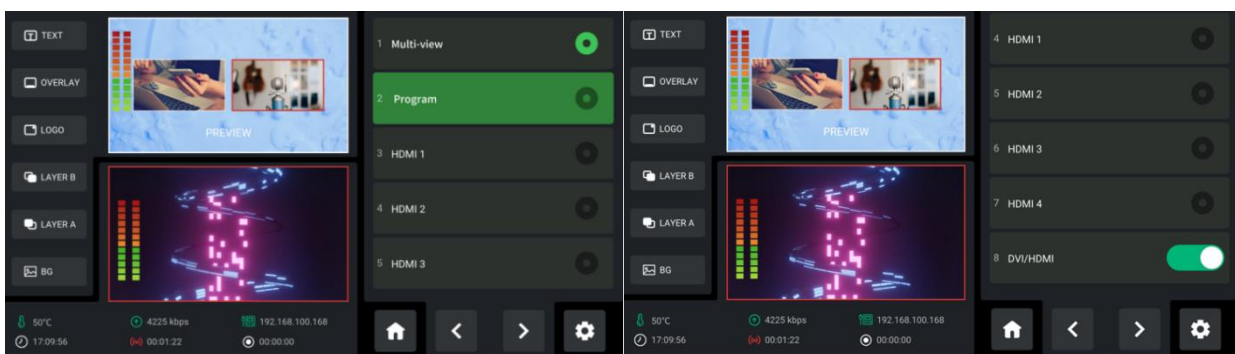 TEXT
OVERLAY
LOGO
LAYER B
LAYER A
BG
PREVIEW
1 Multi-view
2 Program
3 HDMI 1
4 HDMI 2
5 HDMI 3
50°C
4225 kbps
192.168.100.168
17:09:56
00:01:22
00:00:00
TEXT
OVERLAY
LOGO
LAYER B
LAYER A
BG
PREVIEW
4 HDMI 1
5 HDMI 2
6 HDMI 3
7 HDMI 4
8 DVI/HDMI
50°C
4225 kbps
192.168.100.168
17:09:56
00:01:22
00:00:00